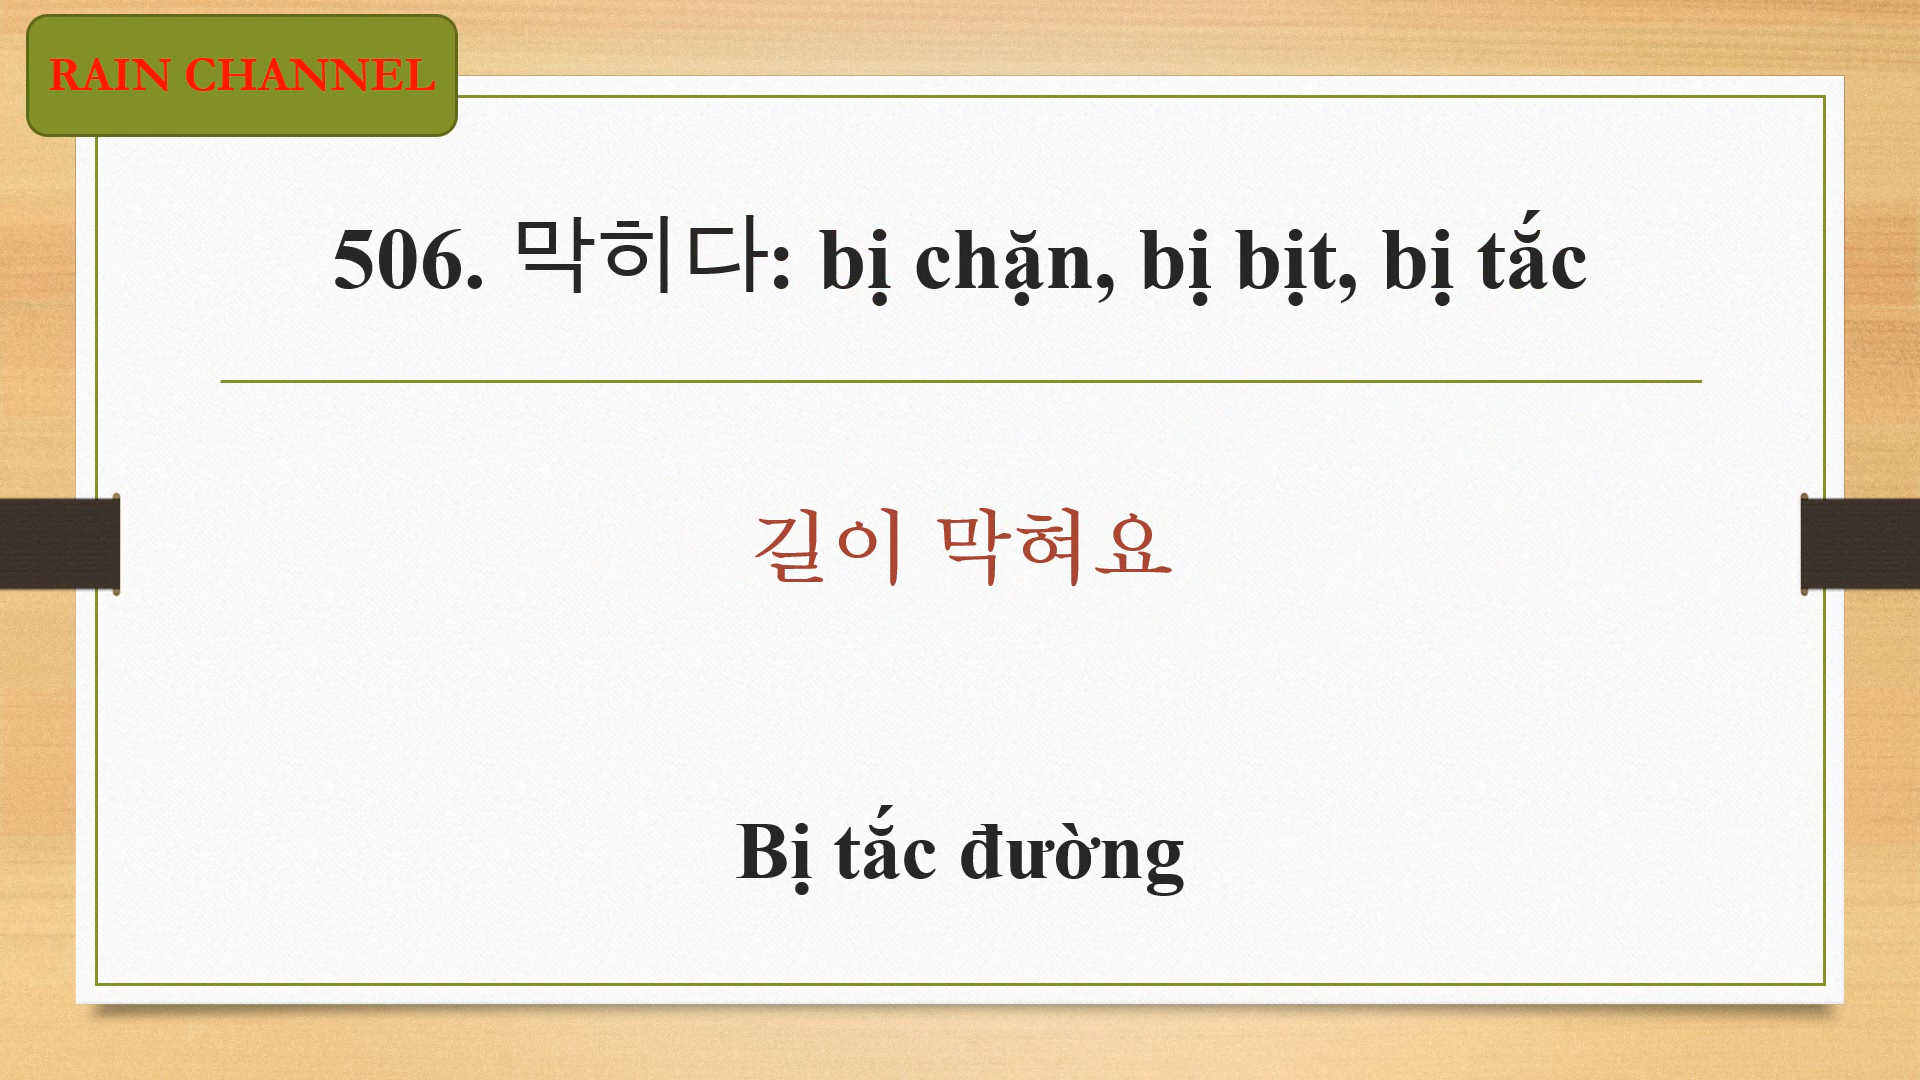 RAIN CHANNEL
506. 막히다: bị chặn, bị bịt, bị tắc
길이 막혀요
Bị tắc đường